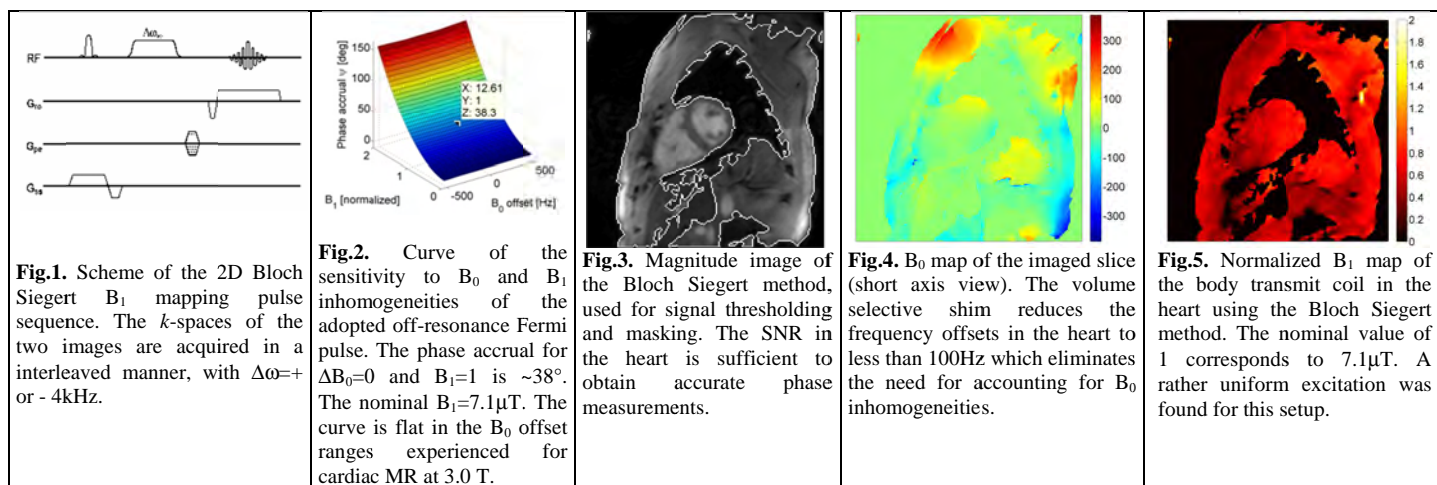 RF
Δω
G_ro
G_pe
G_ss
Fig.1. Scheme of the 2D Bloch
Siegert B₁ mapping pulse
sequence. The k-spaces of the
two images are acquired in a
interleaved manner, with Δω=+
or - 4kHz.
Phase accrual ψ [deg]
150
100
50
0
X: 12.61
Y: 1
Z: 38.3
2
1
0
-500
0
500
B₁ [normalized]
B₀ offset [Hz]
Fig.2. Curve of the
sensitivity to B₀ and B₁
inhomogeneities of the
adopted off-resonance Fermi
pulse. The phase accrual for
ΔB₀=0 and B₁=1 is ~38°.
The nominal B₁=7.1μT. The
curve is flat in the B₀ offset
ranges experienced for
cardiac MR at 3.0 T.
Fig.3. Magnitude image of
the Bloch Siegert method,
used for signal thresholding
and masking. The SNR in
the heart is sufficient to
obtain accurate phase
measurements.
300
200
100
0
-100
-200
-300
Fig.4. B₀ map of the imaged slice
(short axis view). The volume
selective shim reduces the
frequency offsets in the heart to
less than 100Hz which eliminates
the need for accounting for B₀
inhomogeneities.
2
1.8
1.6
1.4
1.2
1
0.8
0.6
0.4
0.2
0
Fig.5. Normalized B₁ map of
the body transmit coil in the
heart using the Bloch Siegert
method. The nominal value of
1 corresponds to 7.1μT. A
rather uniform excitation was
found for this setup.